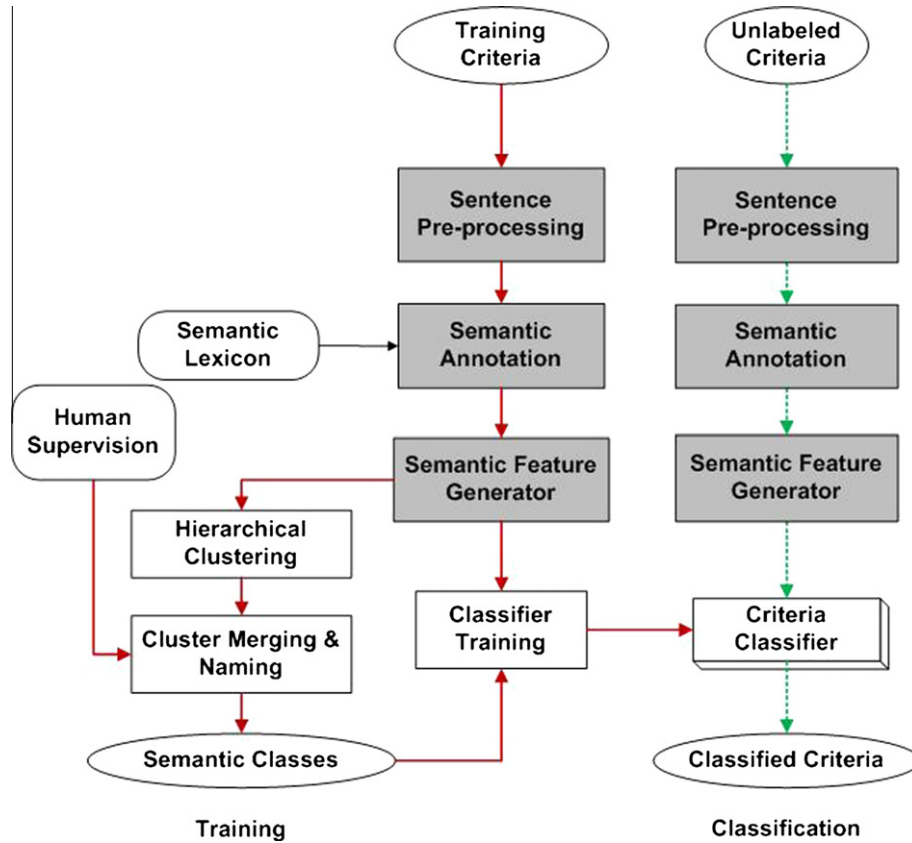 Training
Criteria
Unlabeled
Criteria
Sentence
Pre-processing
Sentence
Pre-processing
Semantic
Lexicon
Semantic
Annotation
Semantic
Annotation
Human
Supervision
Semantic Feature
Generator
Semantic Feature
Generator
Hierarchical
Clustering
Cluster Merging &
Naming
Classifier
Training
Criteria
Classifier
Semantic Classes
Classified Criteria
Training
Classification